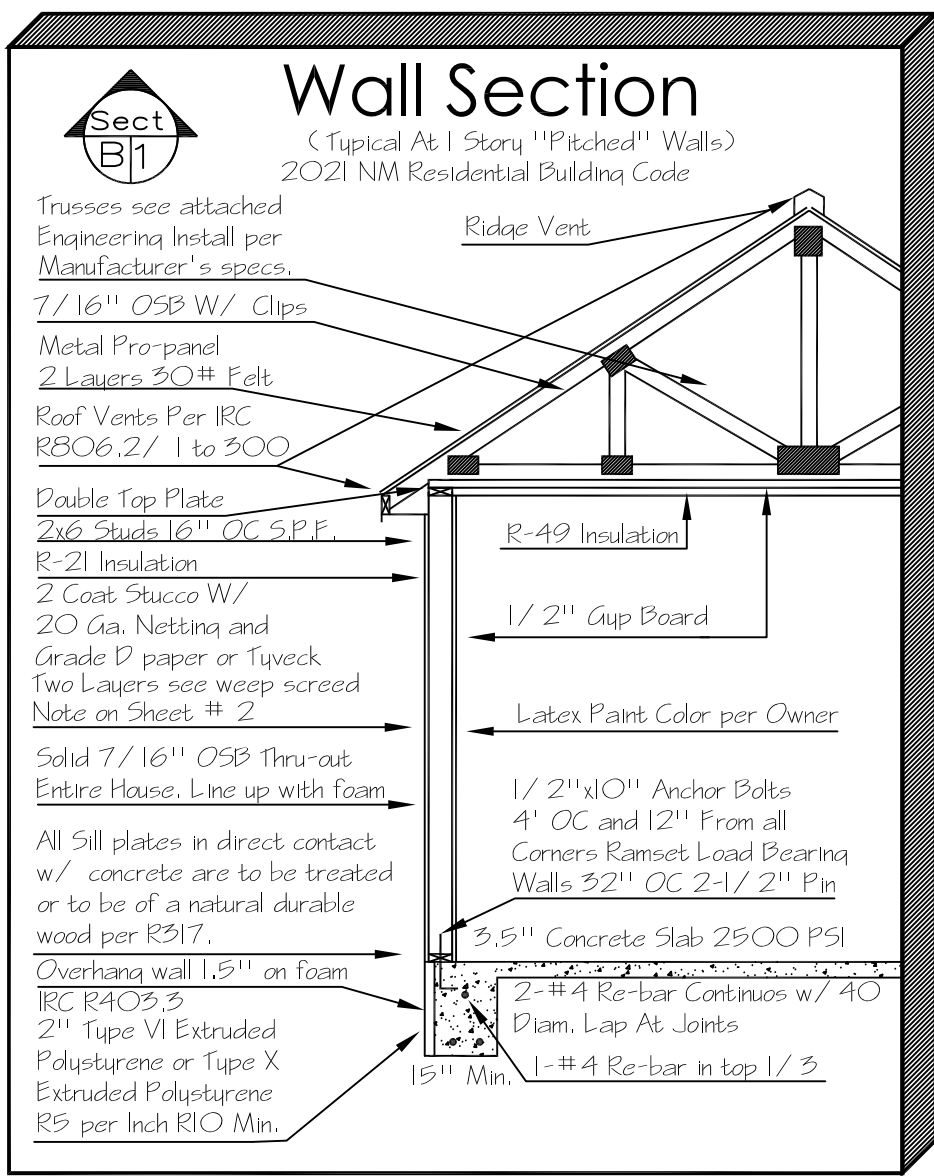 Wall Section
Sect
B 1
( Typical At 1 Story "Pitched" Walls)
2021 NM Residential Building Code
Trusses see attached
Engineering Install per
Manufacturer's specs.
7/16" OSB W/ Clips
Metal Pro-panel
2 Layers 30# Felt
Roof Vents Per IRC
R806.2/ 1 to 300
Double Top Plate
2x6 Studs 16" OC S.P.F.
R-21 Insulation
2 Coat Stucco W/
20 Ga. Netting and
Grade D paper or Tyveck
Two Layers see weep screed
Note on Sheet # 2
Solid 7/16" OSB Thru-out
Entire House. Line up with foam
All Sill plates in direct contact
w/ concrete are to be treated
or to be of a natural durable
wood per R317.
Overhang wall 1.5" on foam
IRC R403.3
2" Type VI Extruded
Polystyrene or Type X
Extruded Polystyrene
R5 per Inch R10 Min.
Ridge Vent
R-49 Insulation
1/2" Gyp Board
Latex Paint Color per Owner
1/2"x10" Anchor Bolts
4' OC and 12" From all
Corners Ramset Load Bearing
Walls 32" OC 2-1/2" Pin
3.5" Concrete Slab 2500 PSI
2-#4 Re-bar Continuos w/ 40
Diam. Lap At Joints
1-#4 Re-bar in top 1/3
15" Min.